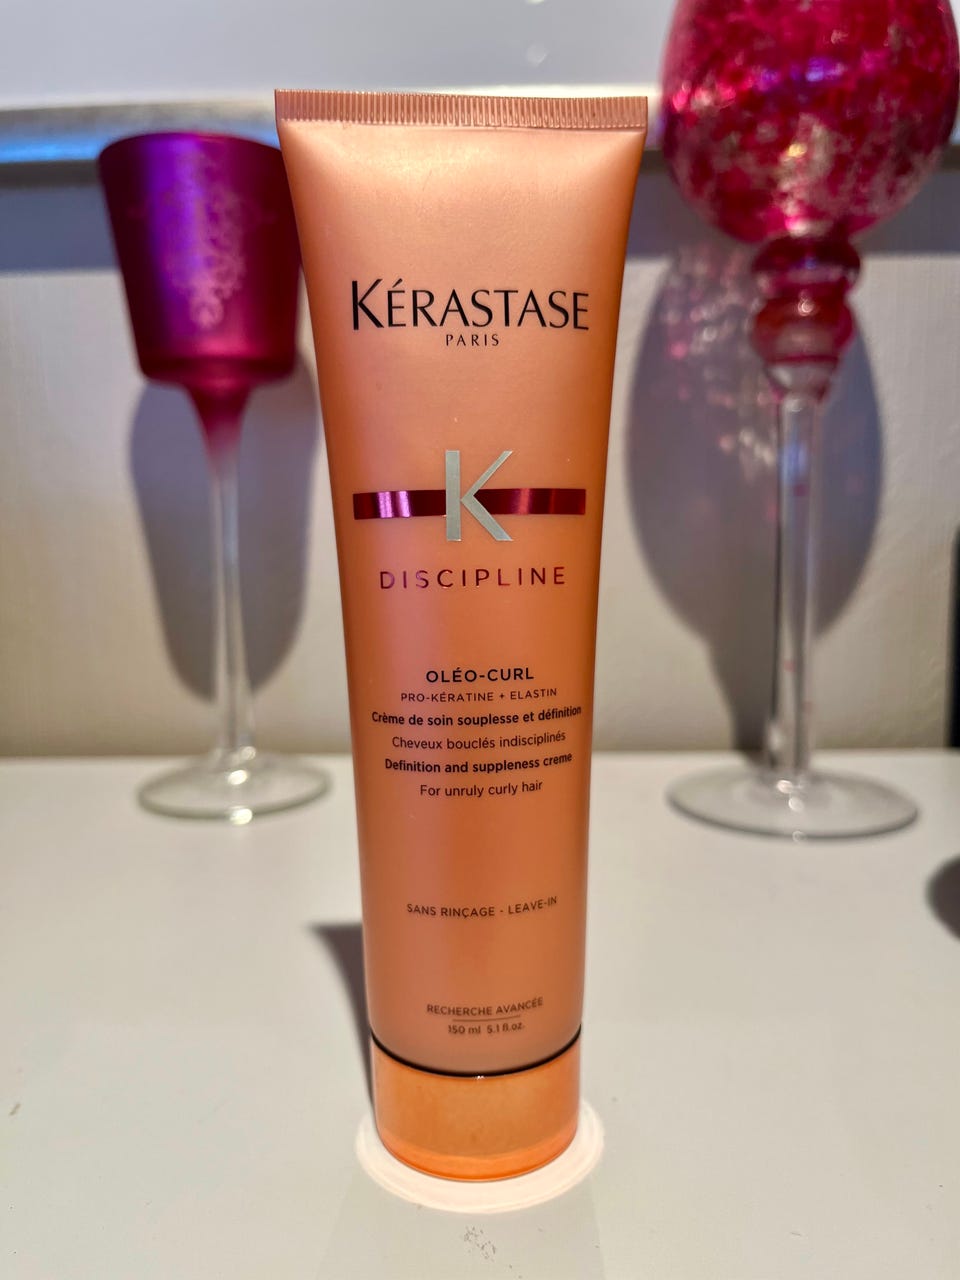 KÉRASTASE
PARIS
K
DISCIPLINE
OLÉO-CURL
PRO-KÉRATINE + ELASTIN
Crème de soin souplesse et définition
Cheveux bouclés indisciplinés
Definition and suppleness creme
For unruly curly hair
SANS RINÇAGE - LEAVE-IN
RECHERCHE AVANCÉE
150 ml 5.1 fl.oz.